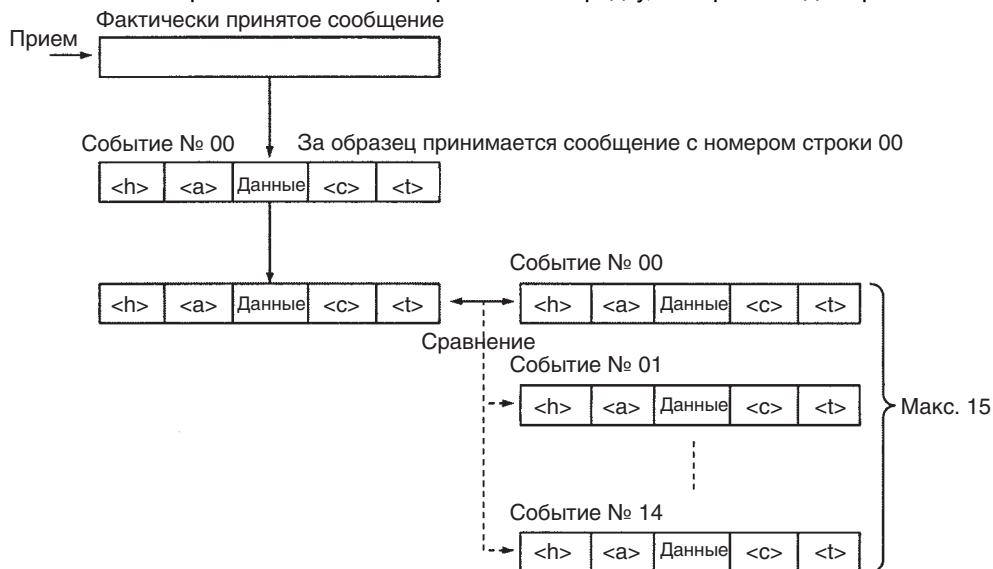 Фактически принятое сообщение
Прием
Событие № 00 За образец принимается сообщение с номером строки 00
<h> <a> Данные <c> <t>
Событие № 00
<h> <a> Данные <c> <t> <h> <a> Данные <c> <t>
Сравнение
Событие № 01
<h> <a> Данные <c> <t>
Макс. 15
Событие № 14
<h> <a> Данные <c> <t>